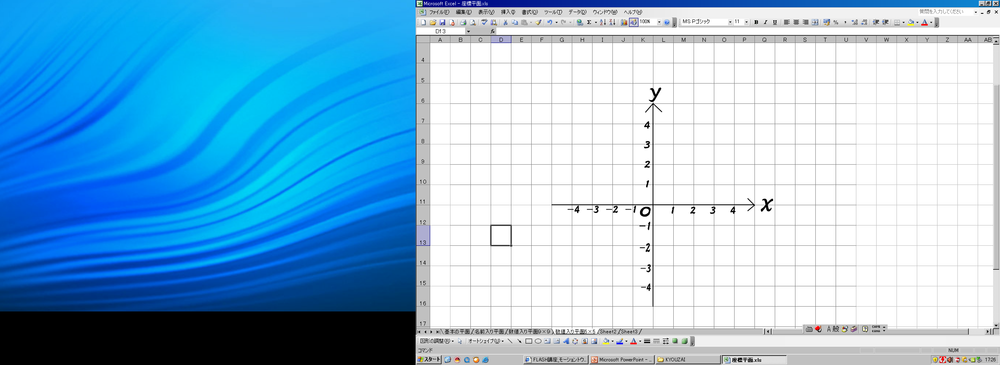 Microsoft Excel - 座標平面.xls
ファイル(F) 編集(E) 表示(V) 挿入(I) 書式(O) ツール(T) データ(D) ウィンドウ(W) ヘルプ(H) 質問を入力してください
100% MS Pゴシック 11 B I U
D13 fx
A B C D E F G H I J K L M N O P Q R S T U V W X Y Z AA AB
4
5
y
6
7
4
8
3
9
2
10
1
11
x
-4 -3 -2 -1 O 1 2 3 4
12
-1
13
-2
14
-3
15
-4
16
17
基本の平面 名前入り平面 数値入り平面9×9 数値入り平面5×5 Sheet2 Sheet3
A 般 CAPS KANA
図形の調整(R) オートシェイプ(U)
コマンド NUM
スタート FLASH講座_モーショントウ... Microsoft PowerPoint - ... KYOUZAI 座標平面.xls 17:26